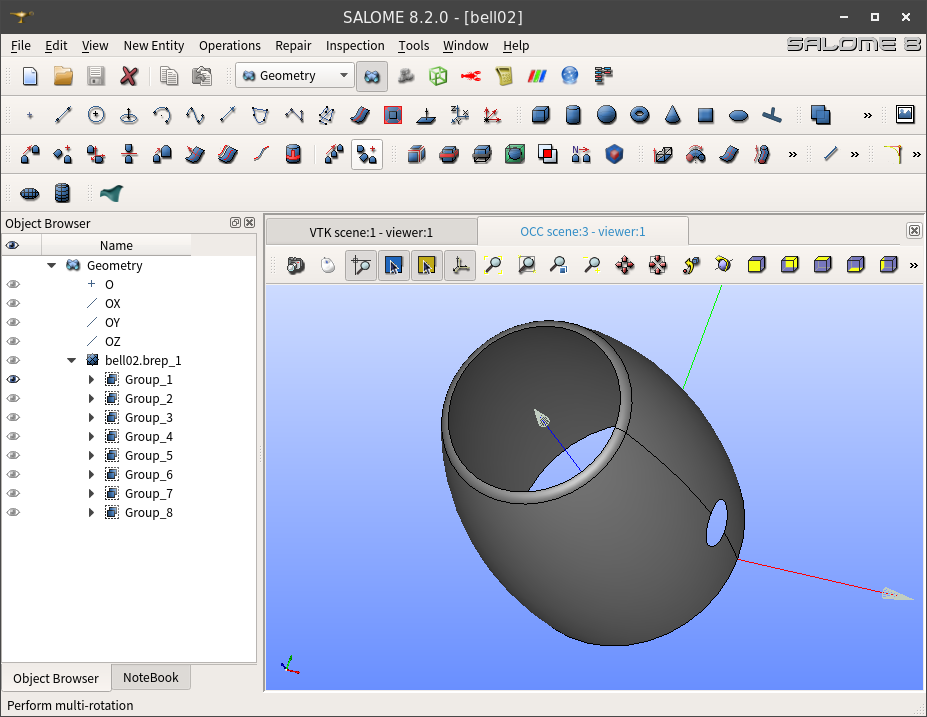 SALOME 8.2.0 - [bell02]
File Edit View New Entity Operations Repair Inspection Tools Window Help
SALOME 8
Geometry
Object Browser
Name
Geometry
O
OX
OY
OZ
bell02.brep_1
Group_1
Group_2
Group_3
Group_4
Group_5
Group_6
Group_7
Group_8
VTK scene:1 - viewer:1
OCC scene:3 - viewer:1
Object Browser
NoteBook
Perform multi-rotation